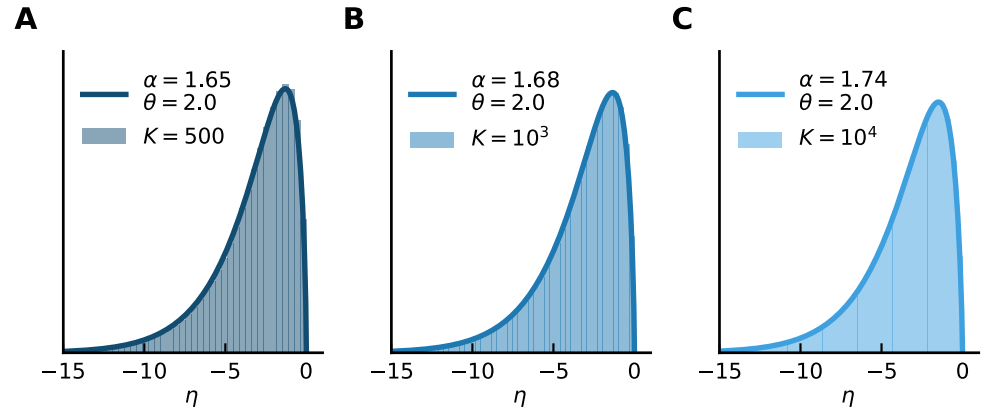 A
α = 1.65
θ = 2.0
K = 500
−15 −10 −5 0
η
B
α = 1.68
θ = 2.0
K = 10³
−15 −10 −5 0
η
C
α = 1.74
θ = 2.0
K = 10⁴
−15 −10 −5 0
η